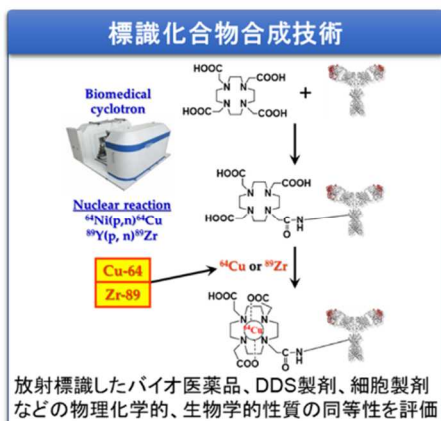 標識化合物合成技術
Biomedical
cyclotron
HOOC
COOH
HOOC
COOH
N
N
N
N
+
Nuclear reaction
⁶⁴Ni(p,n)⁶⁴Cu
⁸⁹Y(p, n)⁸⁹Zr
HOOC
COOH
HOOC
N
N
N
N
C
O
N
H
Cu-64
Zr-89
⁶⁴Cu or ⁸⁹Zr
HOOC
OOC
N
N
N
N
⁶⁴Cu
COO
C
O
N
H
放射標識したバイオ医薬品、DDS製剤、細胞製剤
などの物理化学的、生物学的性質の同等性を評価